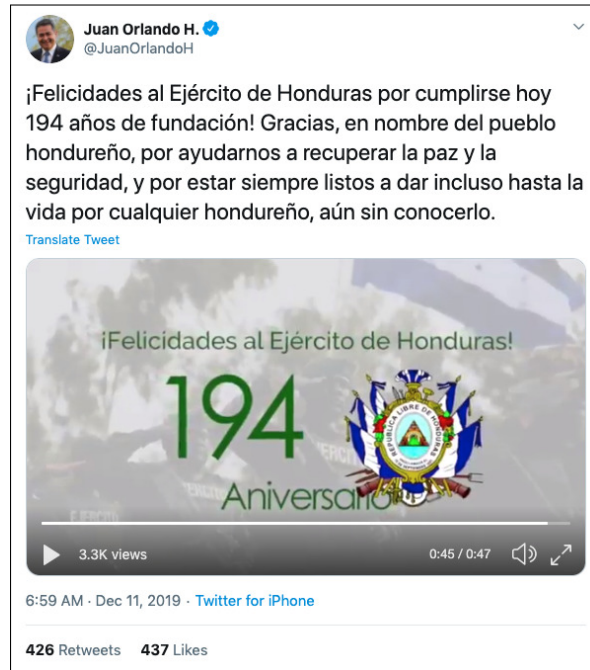 Juan Orlando H.
@JuanOrlandoH
¡Felicidades al Ejército de Honduras por cumplirse hoy
194 años de fundación! Gracias, en nombre del pueblo
hondureño, por ayudarnos a recuperar la paz y la
seguridad, y por estar siempre listos a dar incluso hasta la
vida por cualquier hondureño, aún sin conocerlo.
Translate Tweet
¡Felicidades al Ejército de Honduras!
194
REPUBLICA LIBRE DE HONDURAS
Aniversario
3.3K views
0:45 / 0:47
6:59 AM · Dec 11, 2019 · Twitter for iPhone
426 Retweets 437 Likes